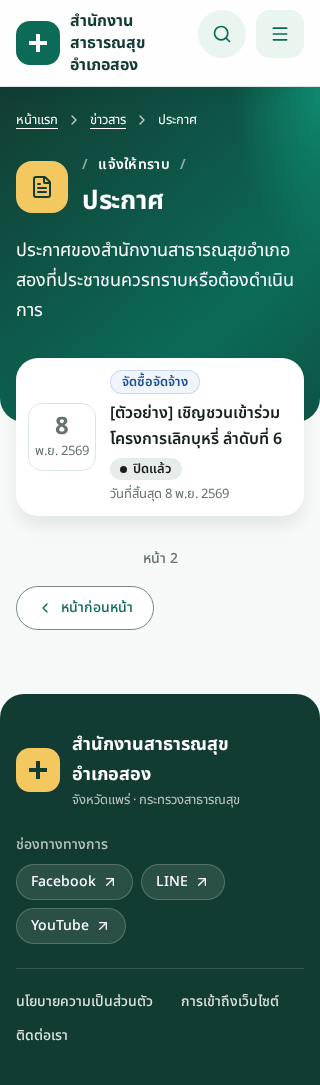 สำนักงาน
สาธารณสุข
อำเภอสอง
หน้าแรก
ข่าวสาร
ประกาศ
/ แจ้งให้ทราบ /
ประกาศ
ประกาศของสำนักงานสาธารณสุขอำเภอ
สองที่ประชาชนควรทราบหรือต้องดำเนิน
การ
จัดซื้อจัดจ้าง
8
พ.ย. 2569
[ตัวอย่าง] เชิญชวนเข้าร่วม
โครงการเลิกบุหรี่ ลำดับที่ 6
ปิดแล้ว
วันที่สิ้นสุด 8 พ.ย. 2569
หน้า 2
หน้าก่อนหน้า
สำนักงานสาธารณสุข
อำเภอสอง
จังหวัดแพร่ · กระทรวงสาธารณสุข
ช่องทางทางการ
Facebook
LINE
YouTube
นโยบายความเป็นส่วนตัว
การเข้าถึงเว็บไซต์
ติดต่อเรา